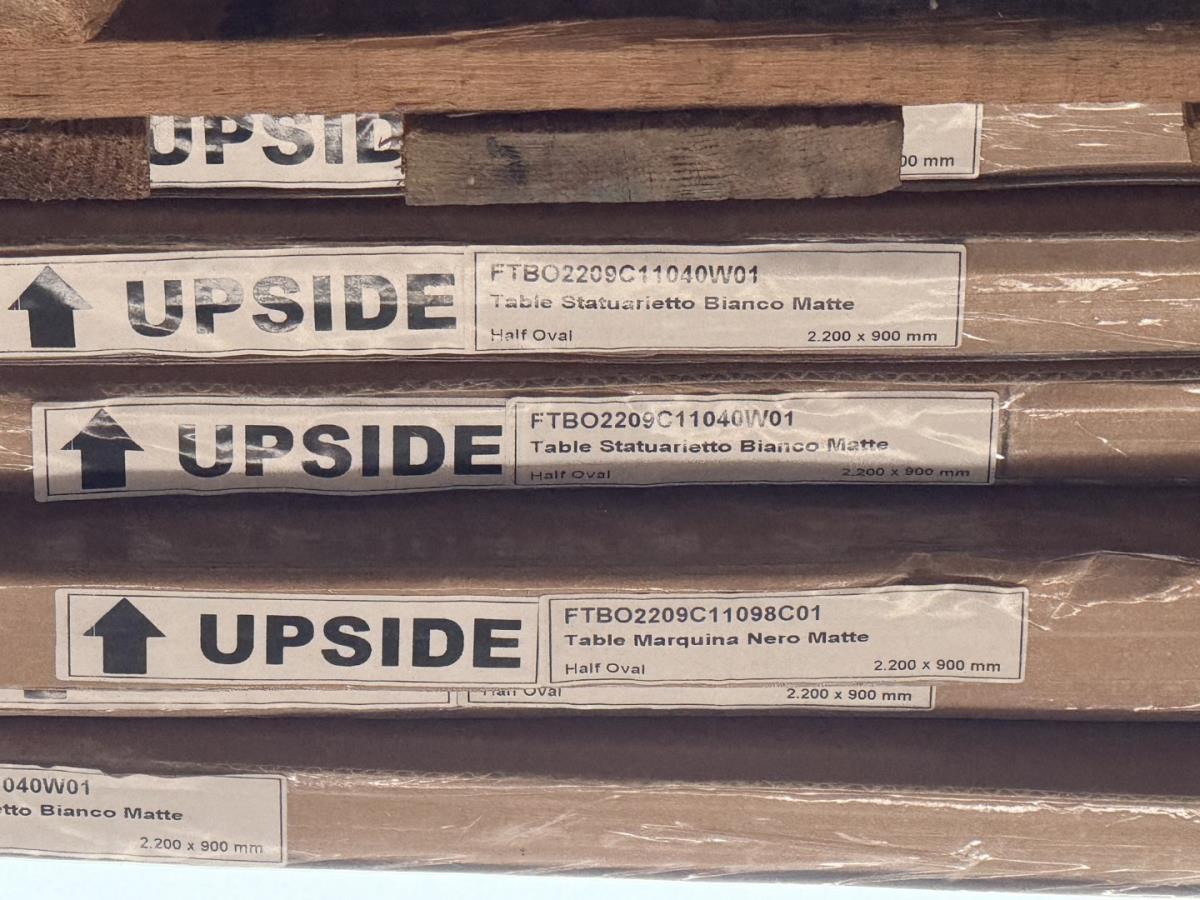 UPSID
00 mm
UPSIDE
FTBO2209C11040W01
Table Statuarietto Bianco Matte
Half Oval 2.200 x 900 mm
UPSIDE
FTBO2209C11040W01
Table Statuarietto Bianco Matte
Half Oval 2.200 x 900 mm
UPSIDE
FTBO2209C11098C01
Table Marquina Nero Matte
Half Oval 2.200 x 900 mm
Half Oval 2.200 x 900 mm
040W01
etto Bianco Matte
2.200 x 900 mm